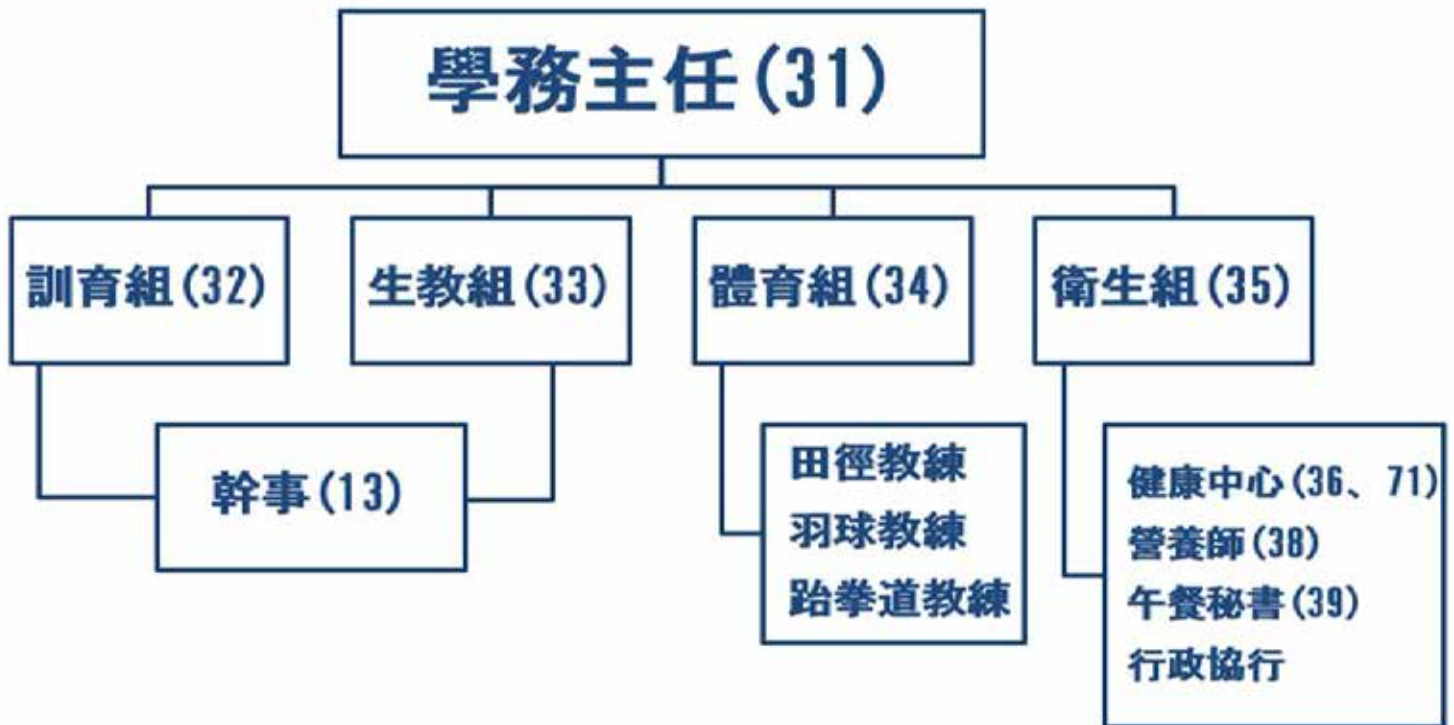 學務主任(31)
訓育組(32)
生教組(33)
體育組(34)
衛生組(35)
幹事(13)
田徑教練
羽球教練
跆拳道教練
健康中心(36、71)
營養師(38)
午餐秘書(39)
行政協行